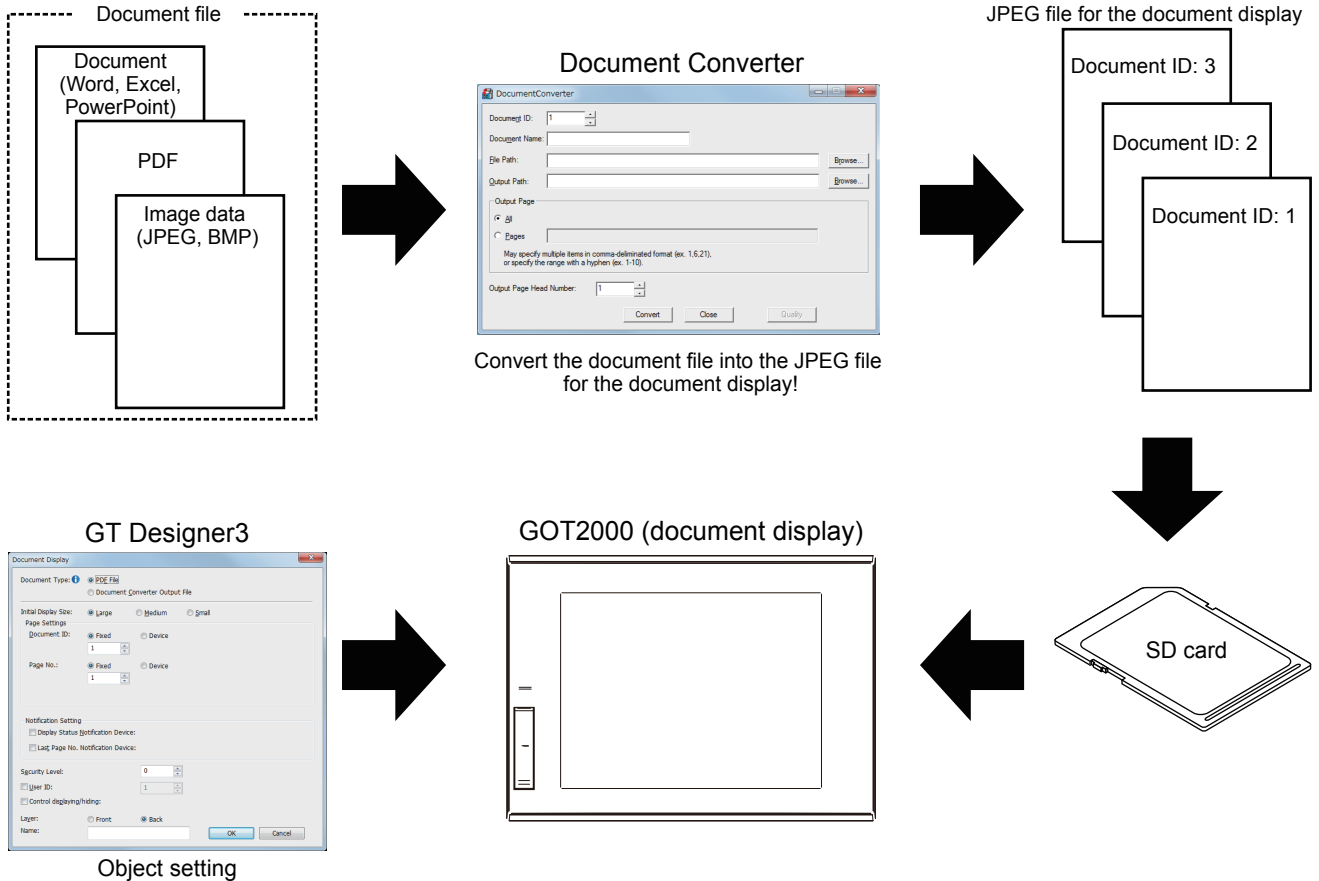 Document file
Document
(Word, Excel,
PowerPoint)
PDF
Image data
(JPEG, BMP)
Document Converter
DocumentConverter
Document ID: 1
Document Name:
File Path: Browse...
Output Path: Browse...
Output Page
All
Pages
May specify multiple items in comma-deliminated format (ex. 1,6,21),
or specify the range with a hyphen (ex. 1-10).
Output Page Head Number: 1
Convert Close Quality
Convert the document file into the JPEG file
for the document display!
JPEG file for the document display
Document ID: 3
Document ID: 2
Document ID: 1
SD card
GOT2000 (document display)
GT Designer3
Document Display
Document Type: PDF File
Document Converter Output File
Initial Display Size: Large Medium Small
Page Settings
Document ID: Fixed Device
1
Page No.: Fixed Device
1
Notification Setting
Display Status Notification Device:
Last Page No. Notification Device:
Security Level: 0
User ID: 1
Control displaying/hiding:
Layer: Front Back
Name: OK Cancel
Object setting